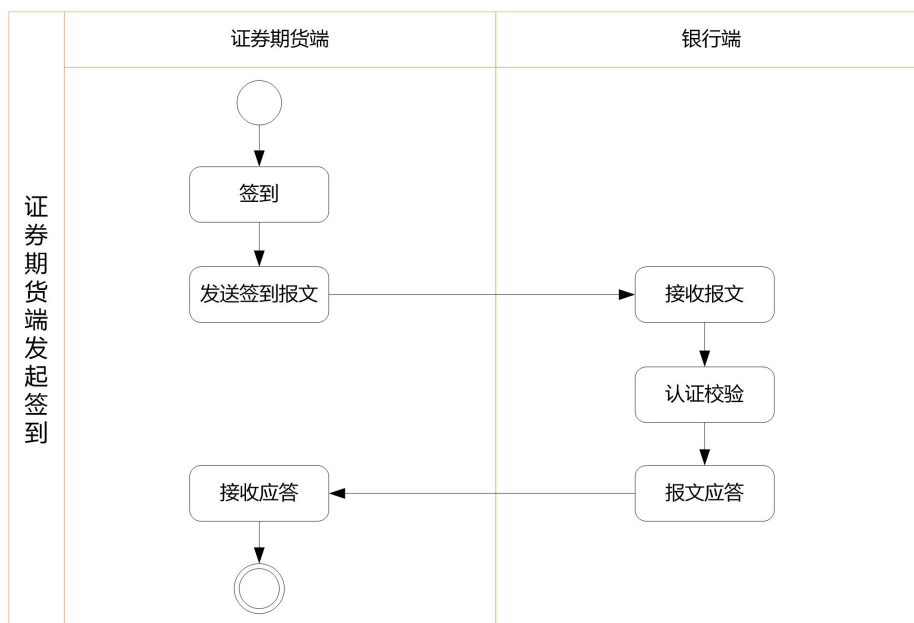 证券期货端
银行端
证券期货端发起签到
签到
发送签到报文
接收报文
认证校验
接收应答
报文应答